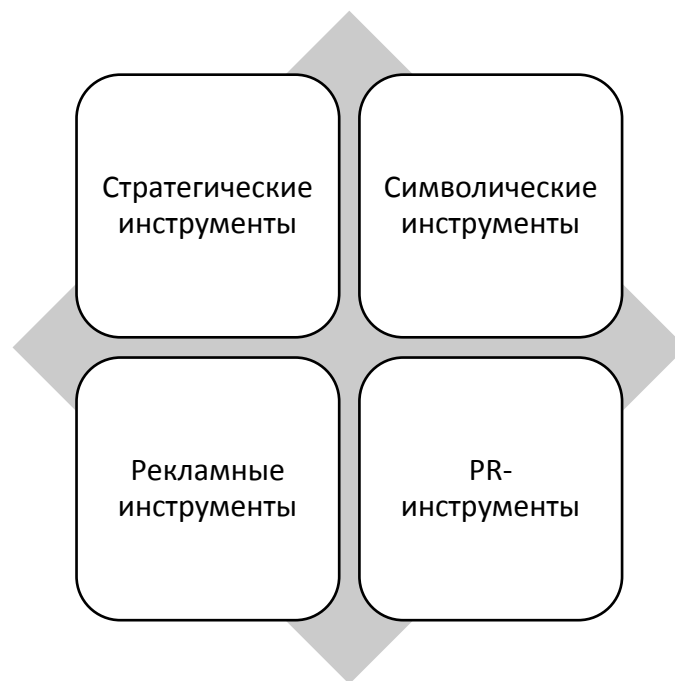 Стратегические
инструменты
Символические
инструменты
Рекламные
инструменты
PR-
инструменты